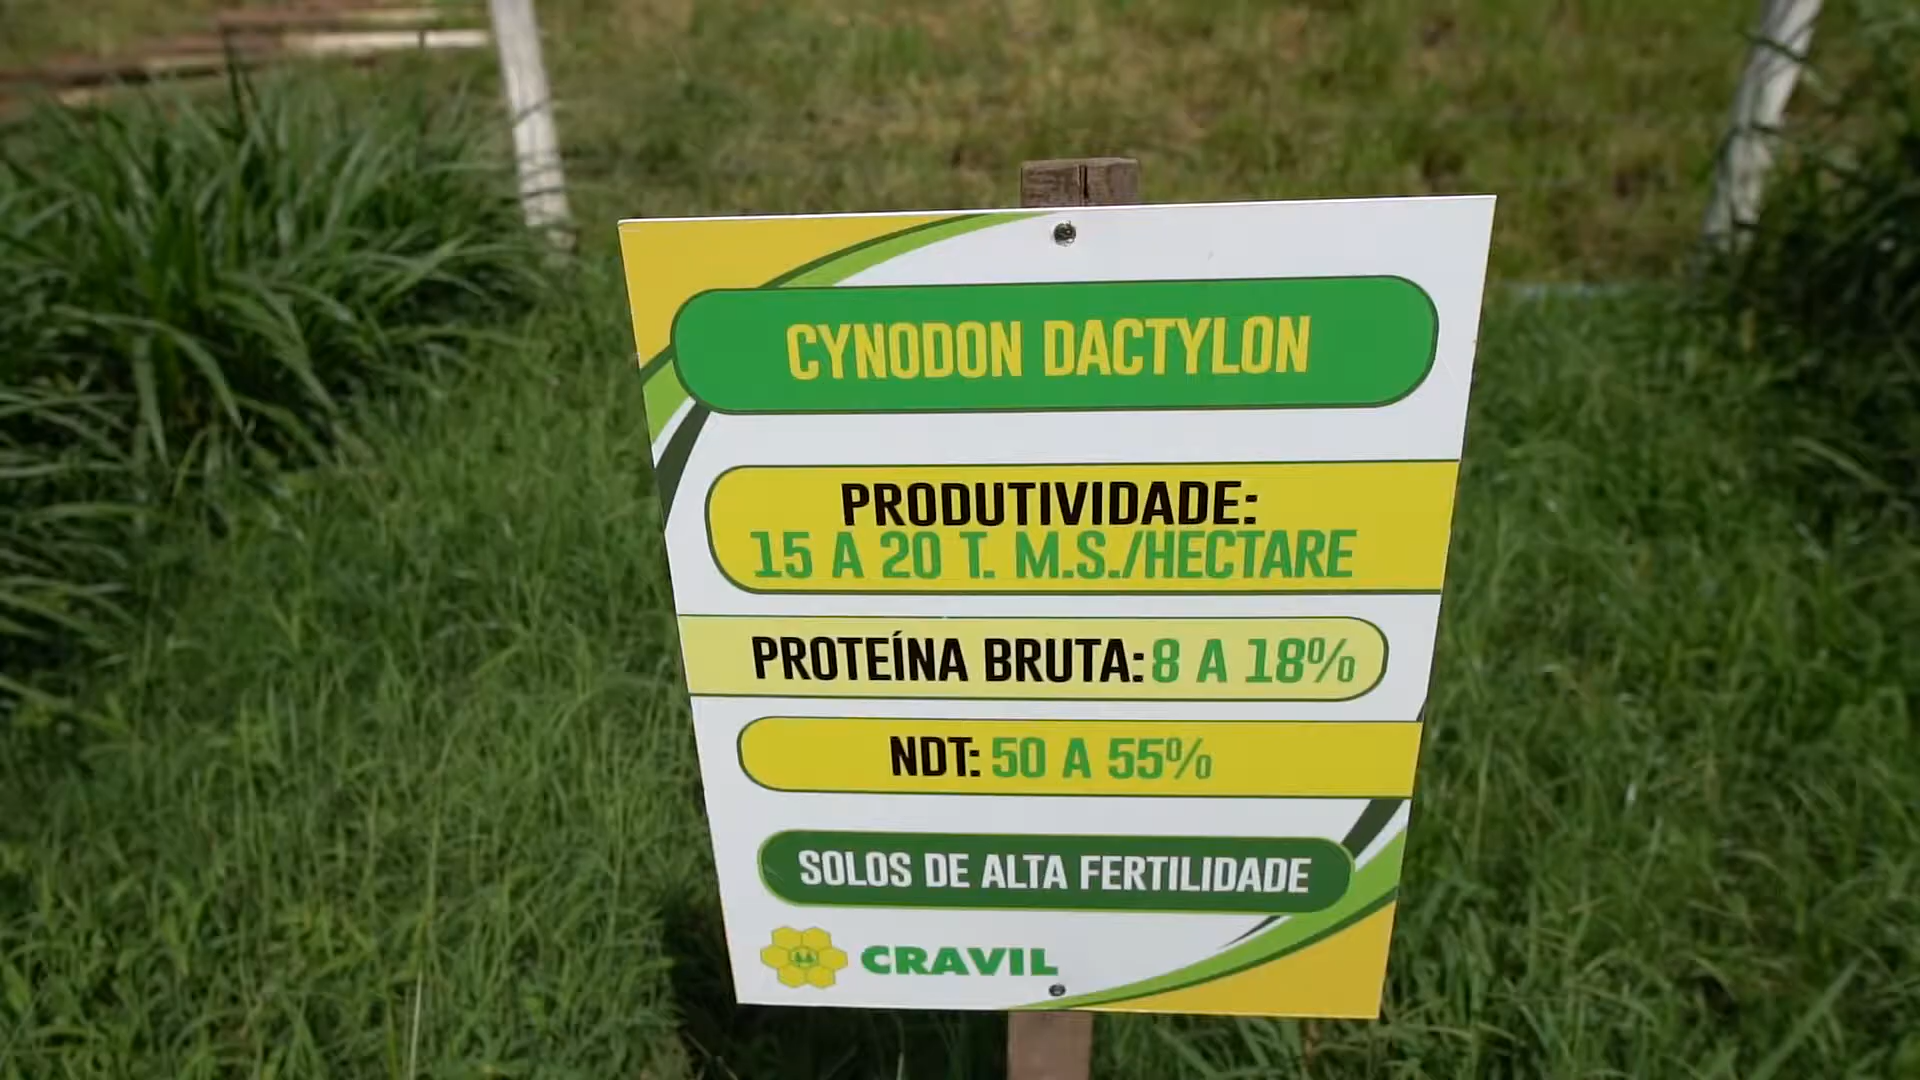 CYNODON DACTYLON
PRODUTIVIDADE:
15 A 20 T. M.S./HECTARE
PROTEÍNA BRUTA: 8 A 18%
NDT: 50 A 55%
SOLOS DE ALTA FERTILIDADE
CRAVIL